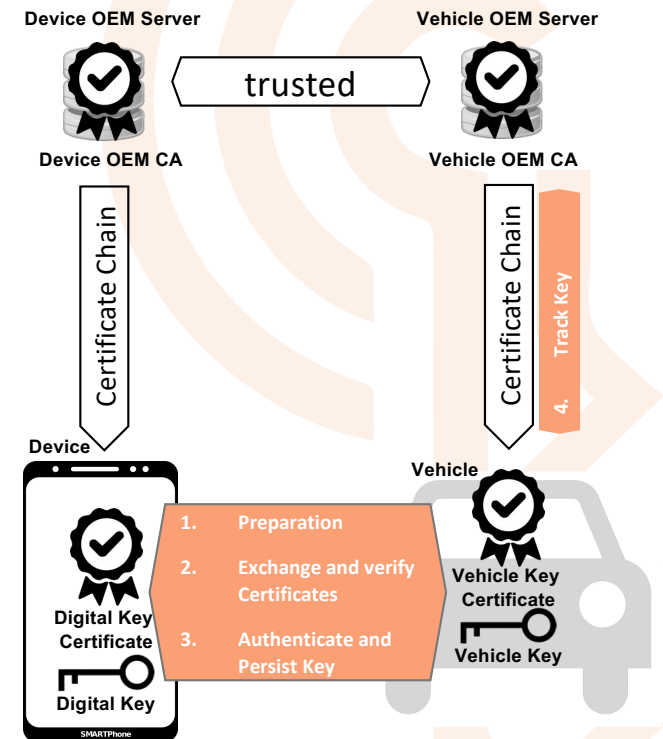 Device OEM Server
Vehicle OEM Server
trusted
Device OEM CA
Vehicle OEM CA
Certificate Chain
Certificate Chain
4. Track Key
Device
Vehicle
1. Preparation
2. Exchange and verify
Certificates
3. Authenticate and
Persist Key
Digital Key
Certificate
Digital Key
SMARTPhone
Vehicle Key
Certificate
Vehicle Key